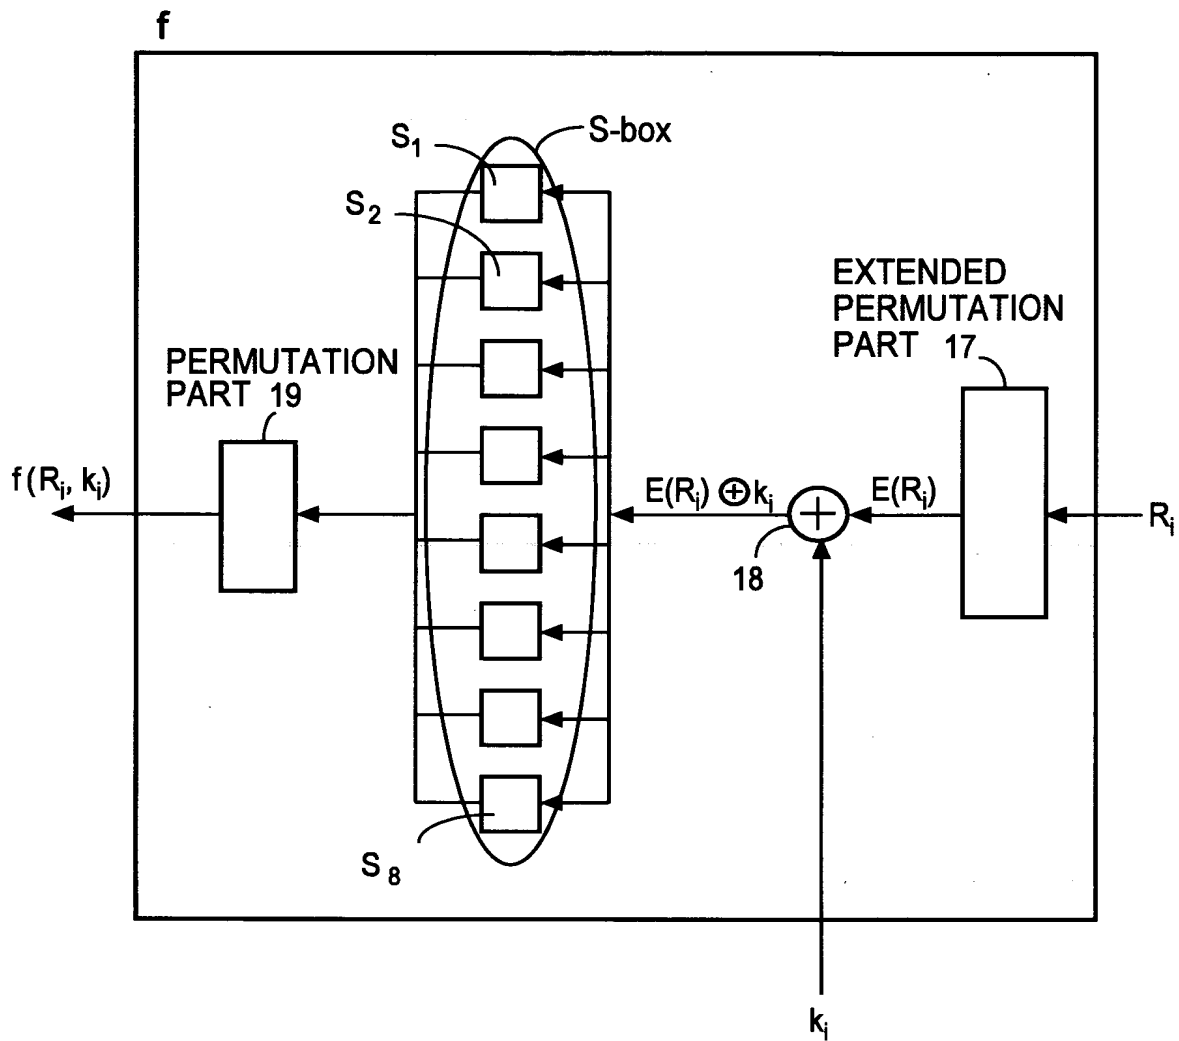 f
S-box
S₁
S₂
EXTENDED
PERMUTATION
PART 17
PERMUTATION
PART 19
f (Rᵢ, kᵢ)
E(Rᵢ) ⊕ kᵢ
+
E(Rᵢ)
Rᵢ
18
S₈
kᵢ